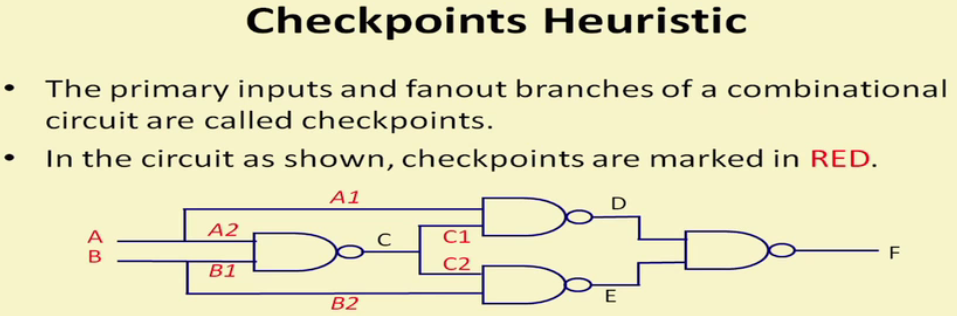 Checkpoints Heuristic
• The primary inputs and fanout branches of a combinational
circuit are called checkpoints.
• In the circuit as shown, checkpoints are marked in RED.
A1
D
A
A2
C
C1
B
B1
C2
F
B2
E